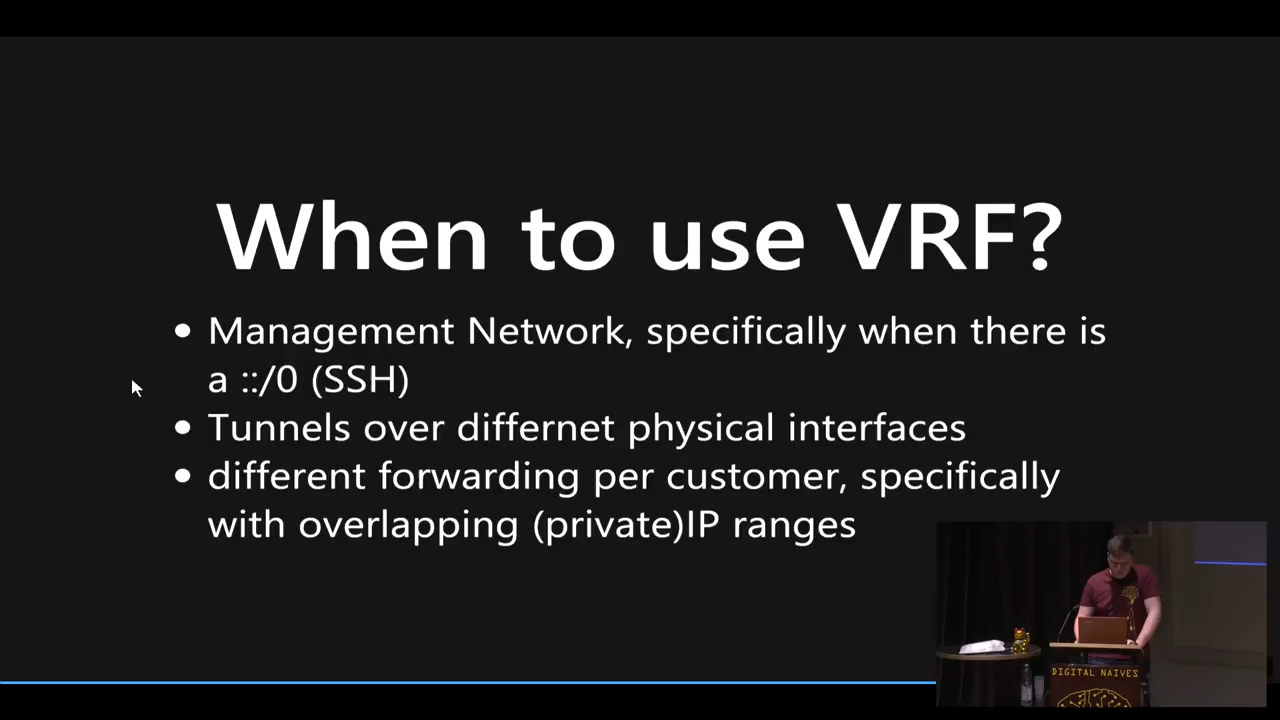 When to use VRF?
• Management Network, specifically when there is
a ::/0 (SSH)
• Tunnels over differnet physical interfaces
• different forwarding per customer, specifically
with overlapping (private)IP ranges
DIGITAL NAIVES